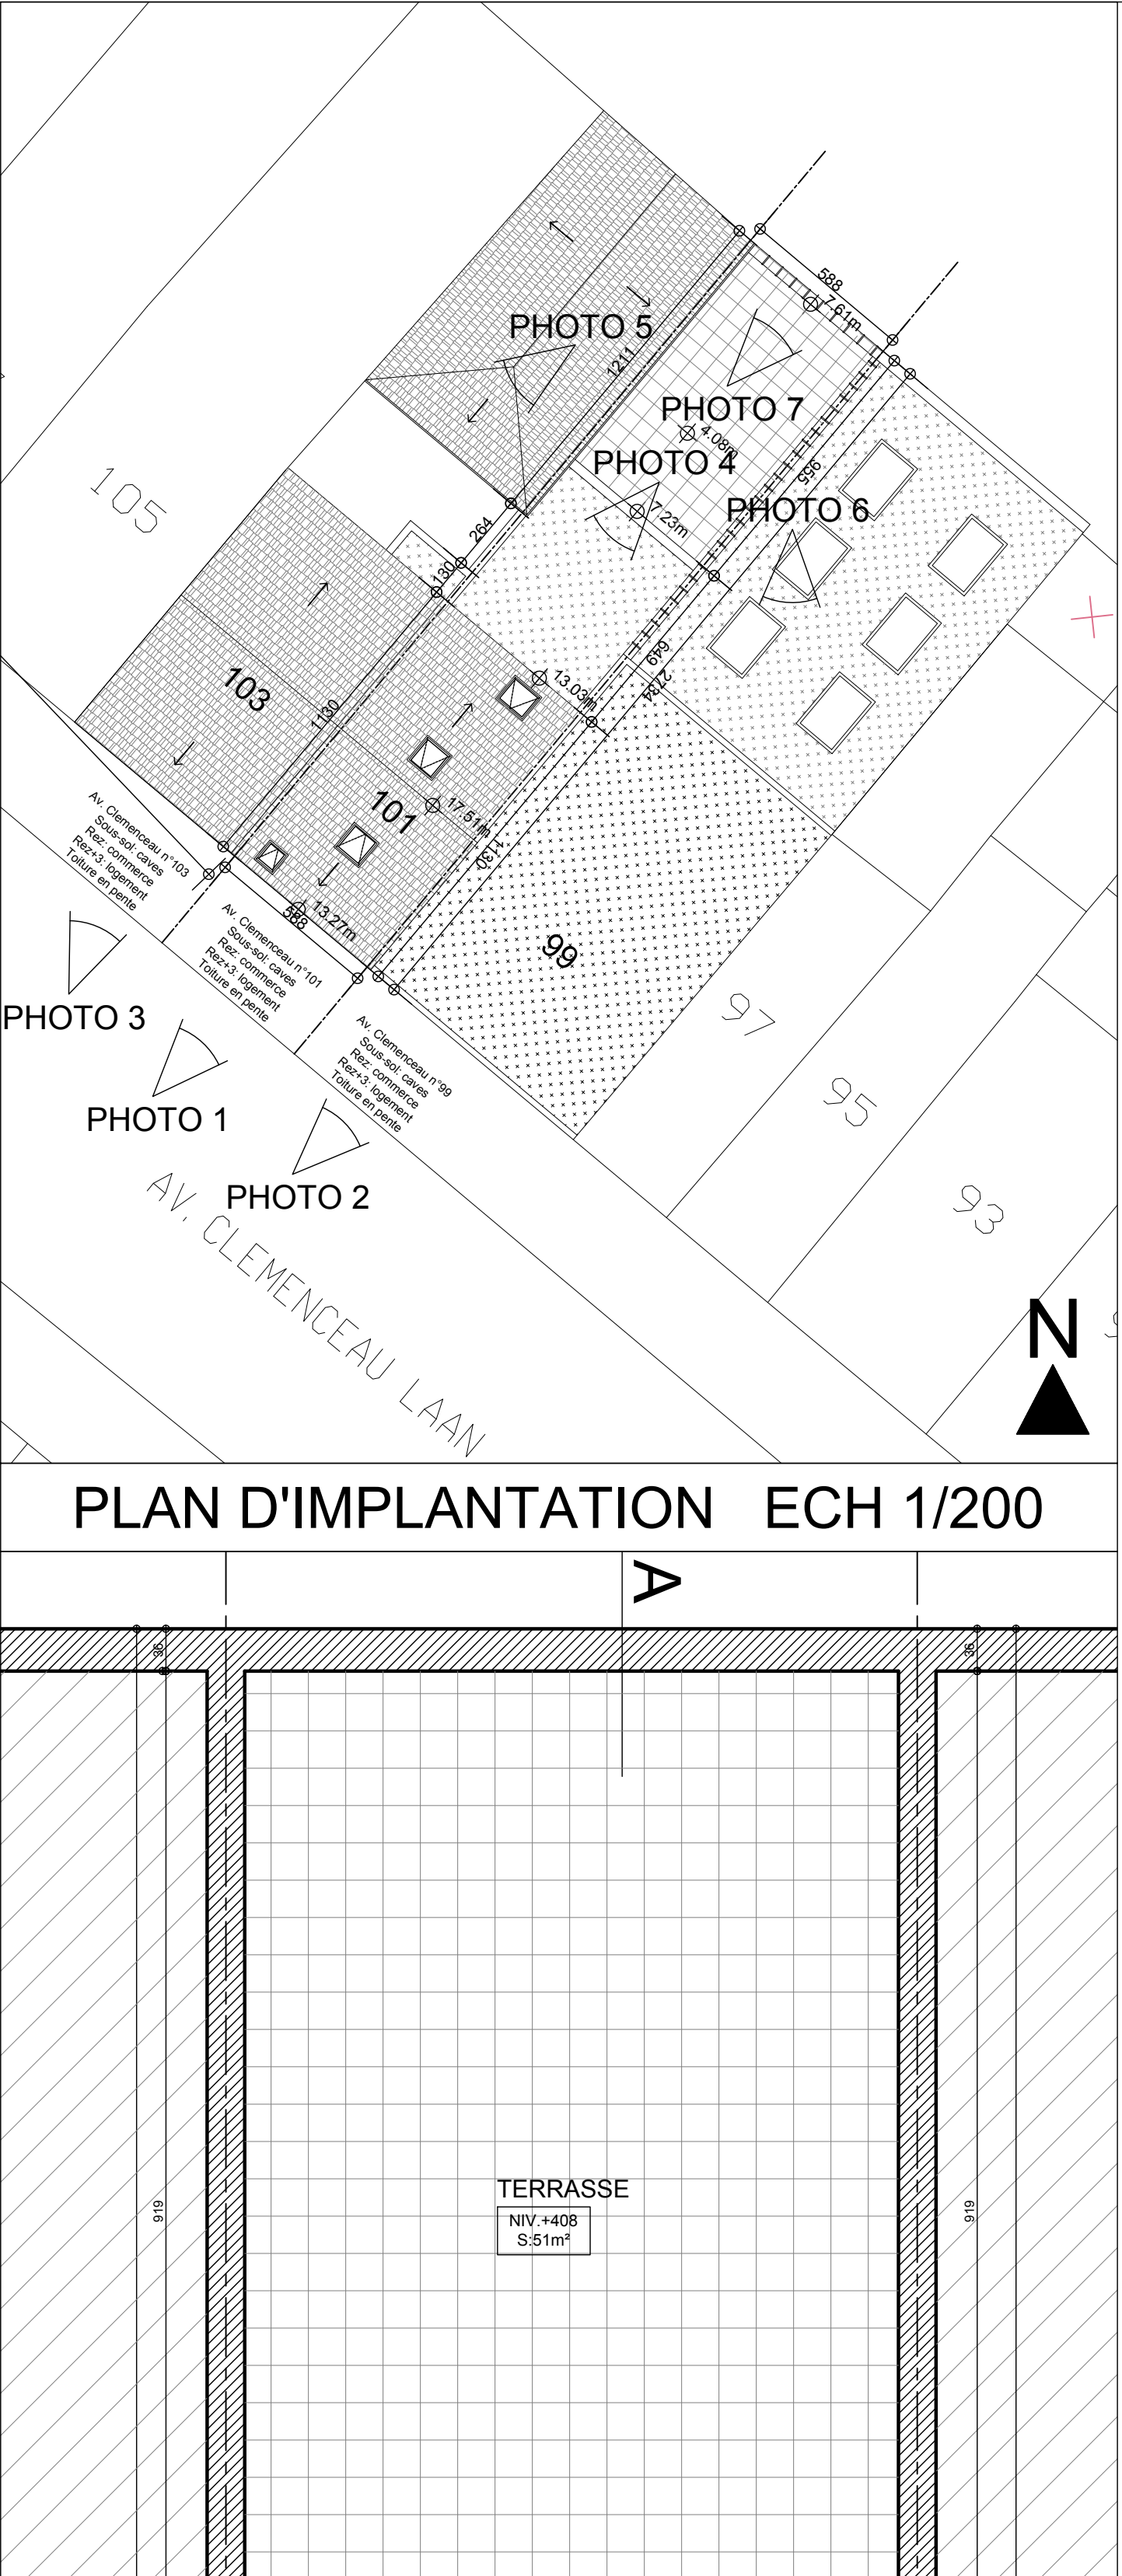 588
7.61m
PHOTO 5
1211
PHOTO 7
4.08m
PHOTO 4
955
105
7.23m
PHOTO 6
264
130
649
2734
103
13.03m
1130
101
17.51m
1130
Av. Clemenceau n°103
Sous-sol: caves
Rez: commerce
Rez+3: logement
Toiture en pente
588
13.27m
Av. Clemenceau n°101
Sous-sol: caves
Rez: commerce
Rez+3: logement
Toiture en pente
99
97
PHOTO 3
Av. Clemenceau n°99
Sous-sol: caves
Rez: commerce
Rez+3: logement
Toiture en pente
95
PHOTO 1
PHOTO 2
93
AV. CLEMENCEAU LAAN
N
PLAN D'IMPLANTATION ECH 1/200
A
36
36
TERRASSE
NIV.+408
S:51m²
919
919